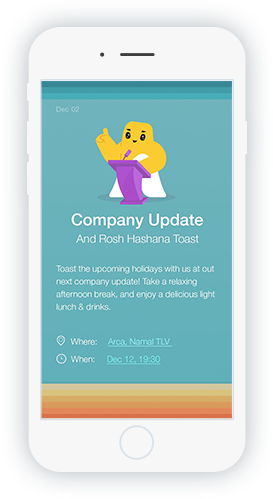 Dec 02
Company Update
And Rosh Hashana Toast
Toast the upcoming holidays with us at out
next company update! Take a relaxing
afternoon break, and enjoy a delicious light
lunch & drinks.
Where: Arca, Namal TLV
When: Dec 12, 19:30